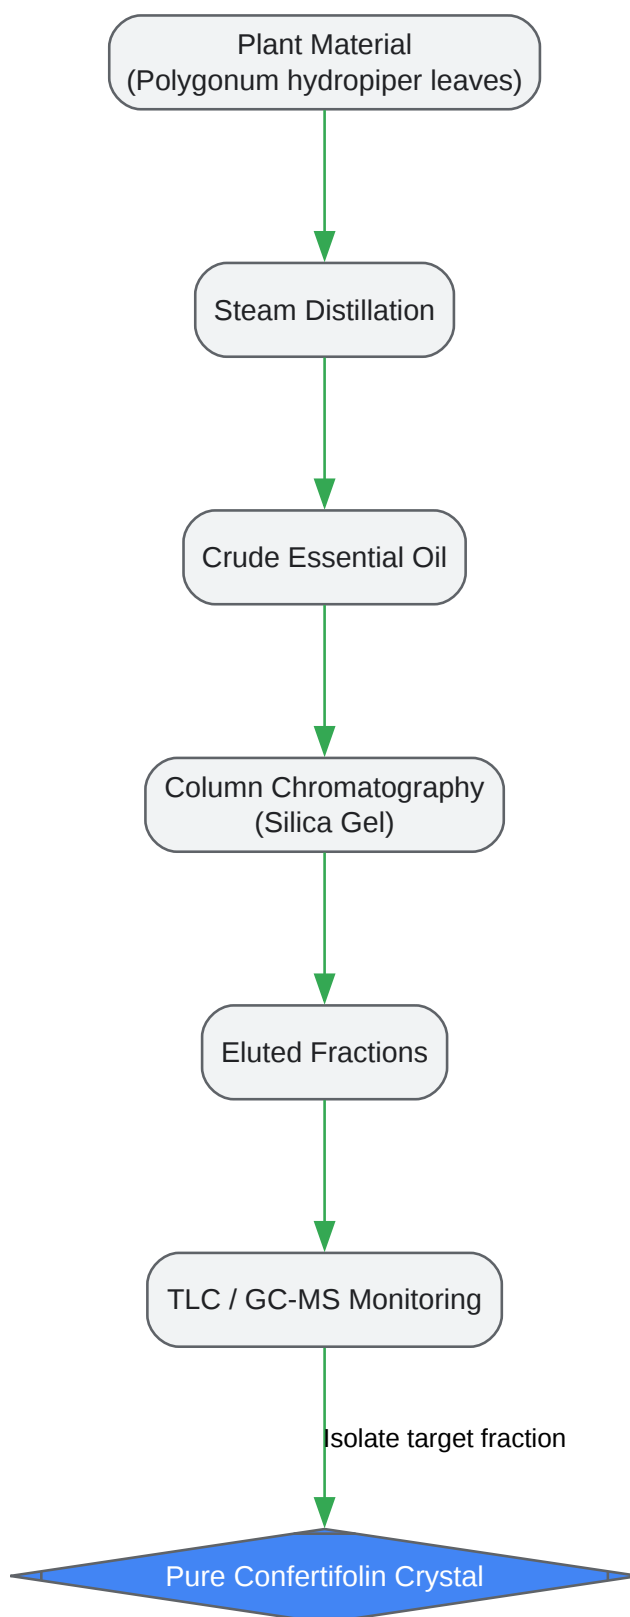 Plant Material
(Polygonum hydropiper leaves)
Steam Distillation
Crude Essential Oil
Column Chromatography
(Silica Gel)
Eluted Fractions
TLC / GC-MS Monitoring
Isolate target fraction
Pure Confertifolin Crystal